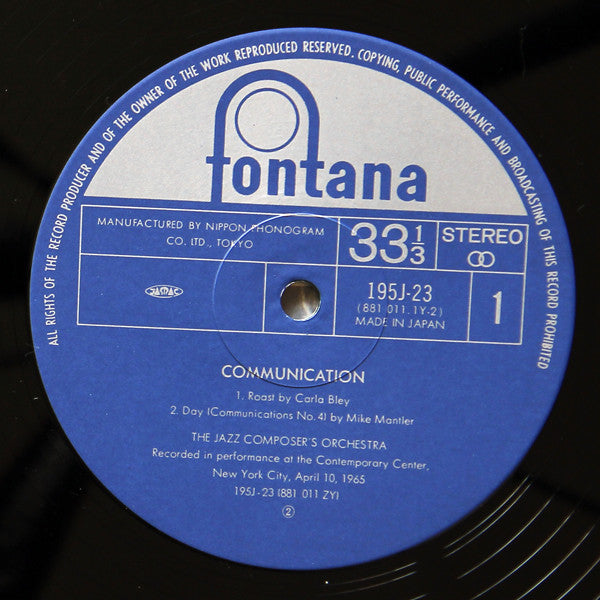 ALL RIGHTS OF THE RECORD PRODUCER AND OF THE OWNER OF THE WORK REPRODUCED RESERVED. COPYING, PUBLIC PERFORMANCE AND BROADCASTING OF THIS RECORD PROHIBITED
fontana
MANUFACTURED BY NIPPON PHONOGRAM
CO. LTD., TOKYO
33 1/3
STEREO
JASRAC
195J-23
(881 011.1Y-2)
MADE IN JAPAN
1
COMMUNICATION
1. Roast by Carla Bley
2. Day (Communications No. 4) by Mike Mantler
THE JAZZ COMPOSER'S ORCHESTRA
Recorded in performance at the Contemporary Center,
New York City, April 10, 1965
195J-23 (881 011 ZY)
②